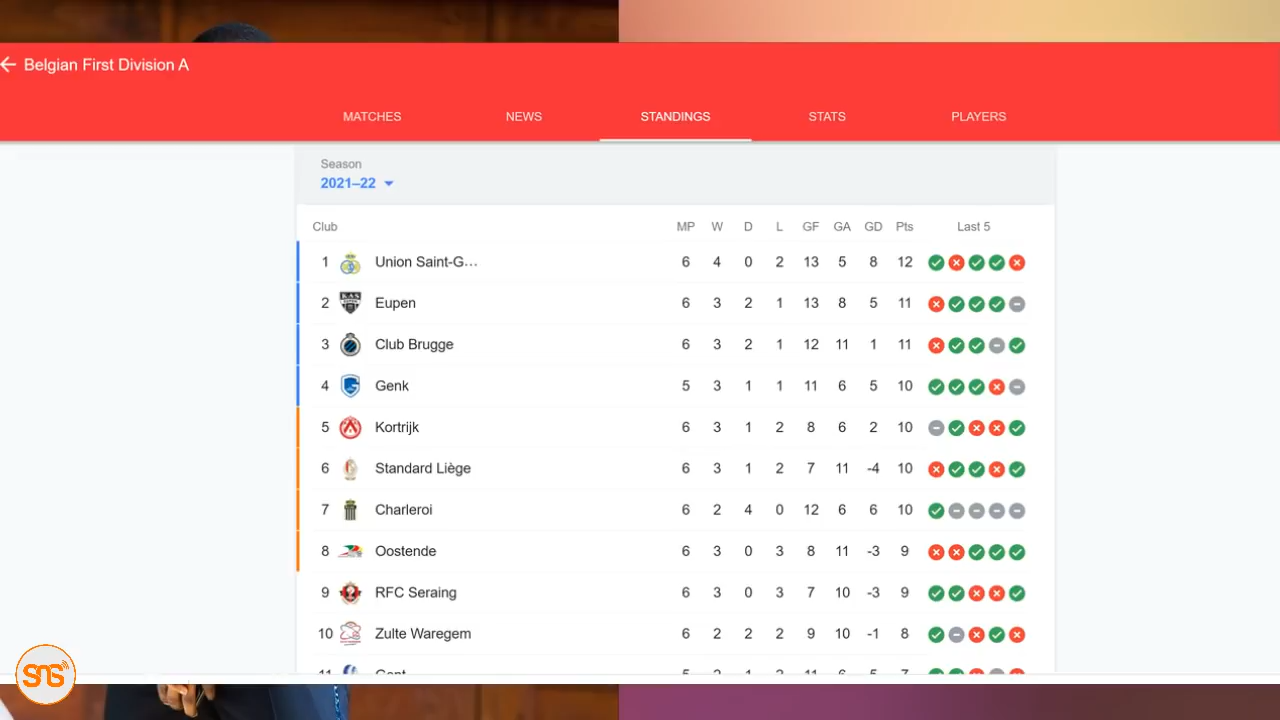 Belgian First Division A
MATCHES NEWS STANDINGS STATS PLAYERS
Season
2021–22
Club MP W D L GF GA GD Pts Last 5
1 Union Saint-G... 6 4 0 2 13 5 8 12
2 Eupen 6 3 2 1 13 8 5 11
3 Club Brugge 6 3 2 1 12 11 1 11
4 Genk 5 3 1 1 11 6 5 10
5 Kortrijk 6 3 1 2 8 6 2 10
6 Standard Liège 6 3 1 2 7 11 -4 10
7 Charleroi 6 2 4 0 12 6 6 10
8 Oostende 6 3 0 3 8 11 -3 9
9 RFC Seraing 6 3 0 3 7 10 -3 9
10 Zulte Waregem 6 2 2 2 9 10 -1 8
SNS